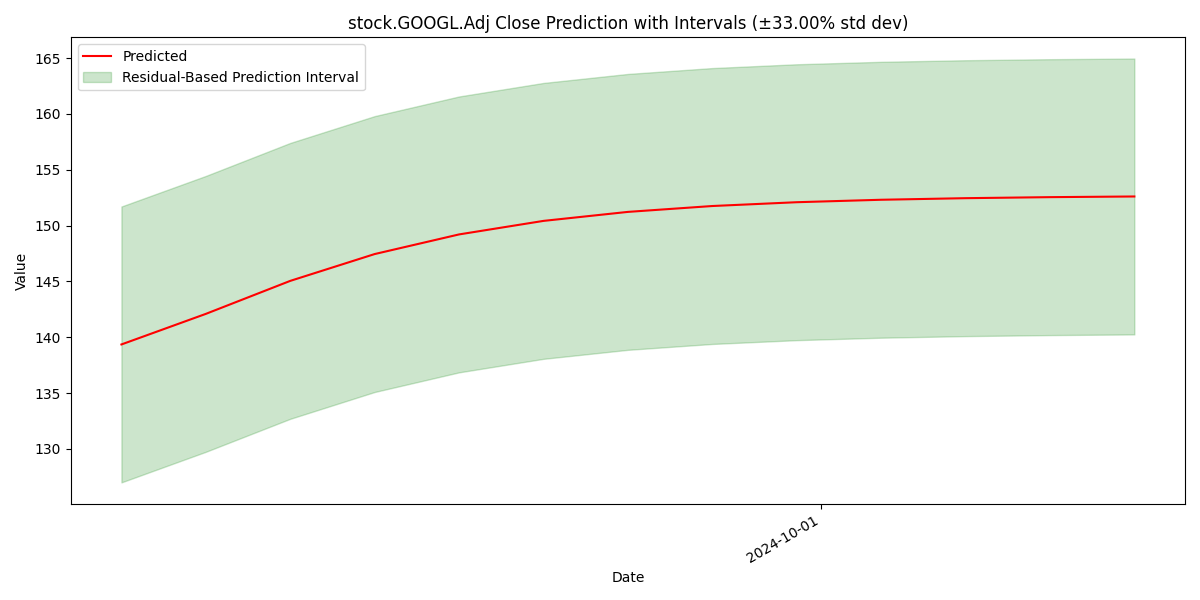 stock.GOOGL.Adj Close Prediction with Intervals (±33.00% std dev)
Predicted
Residual-Based Prediction Interval
165
160
155
150
145
140
135
130
Value
2024-10-01
Date